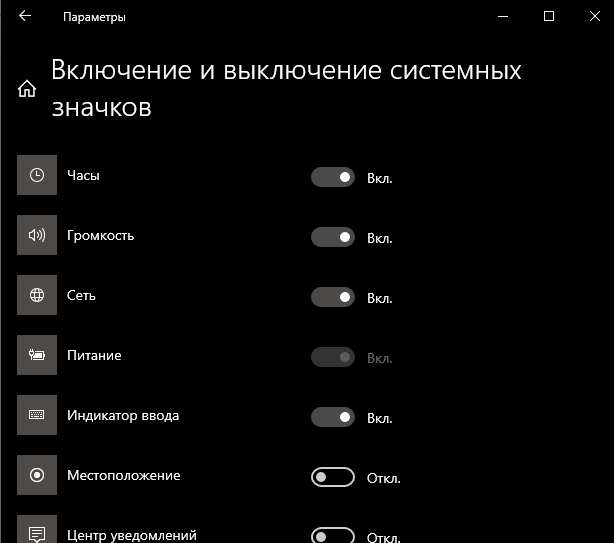 Параметры
Включение и выключение системных
значков
Часы Вкл.
Громкость Вкл.
Сеть Вкл.
Питание Вкл.
Индикатор ввода Вкл.
Местоположение Откл.
Центр уведомлений Откл.